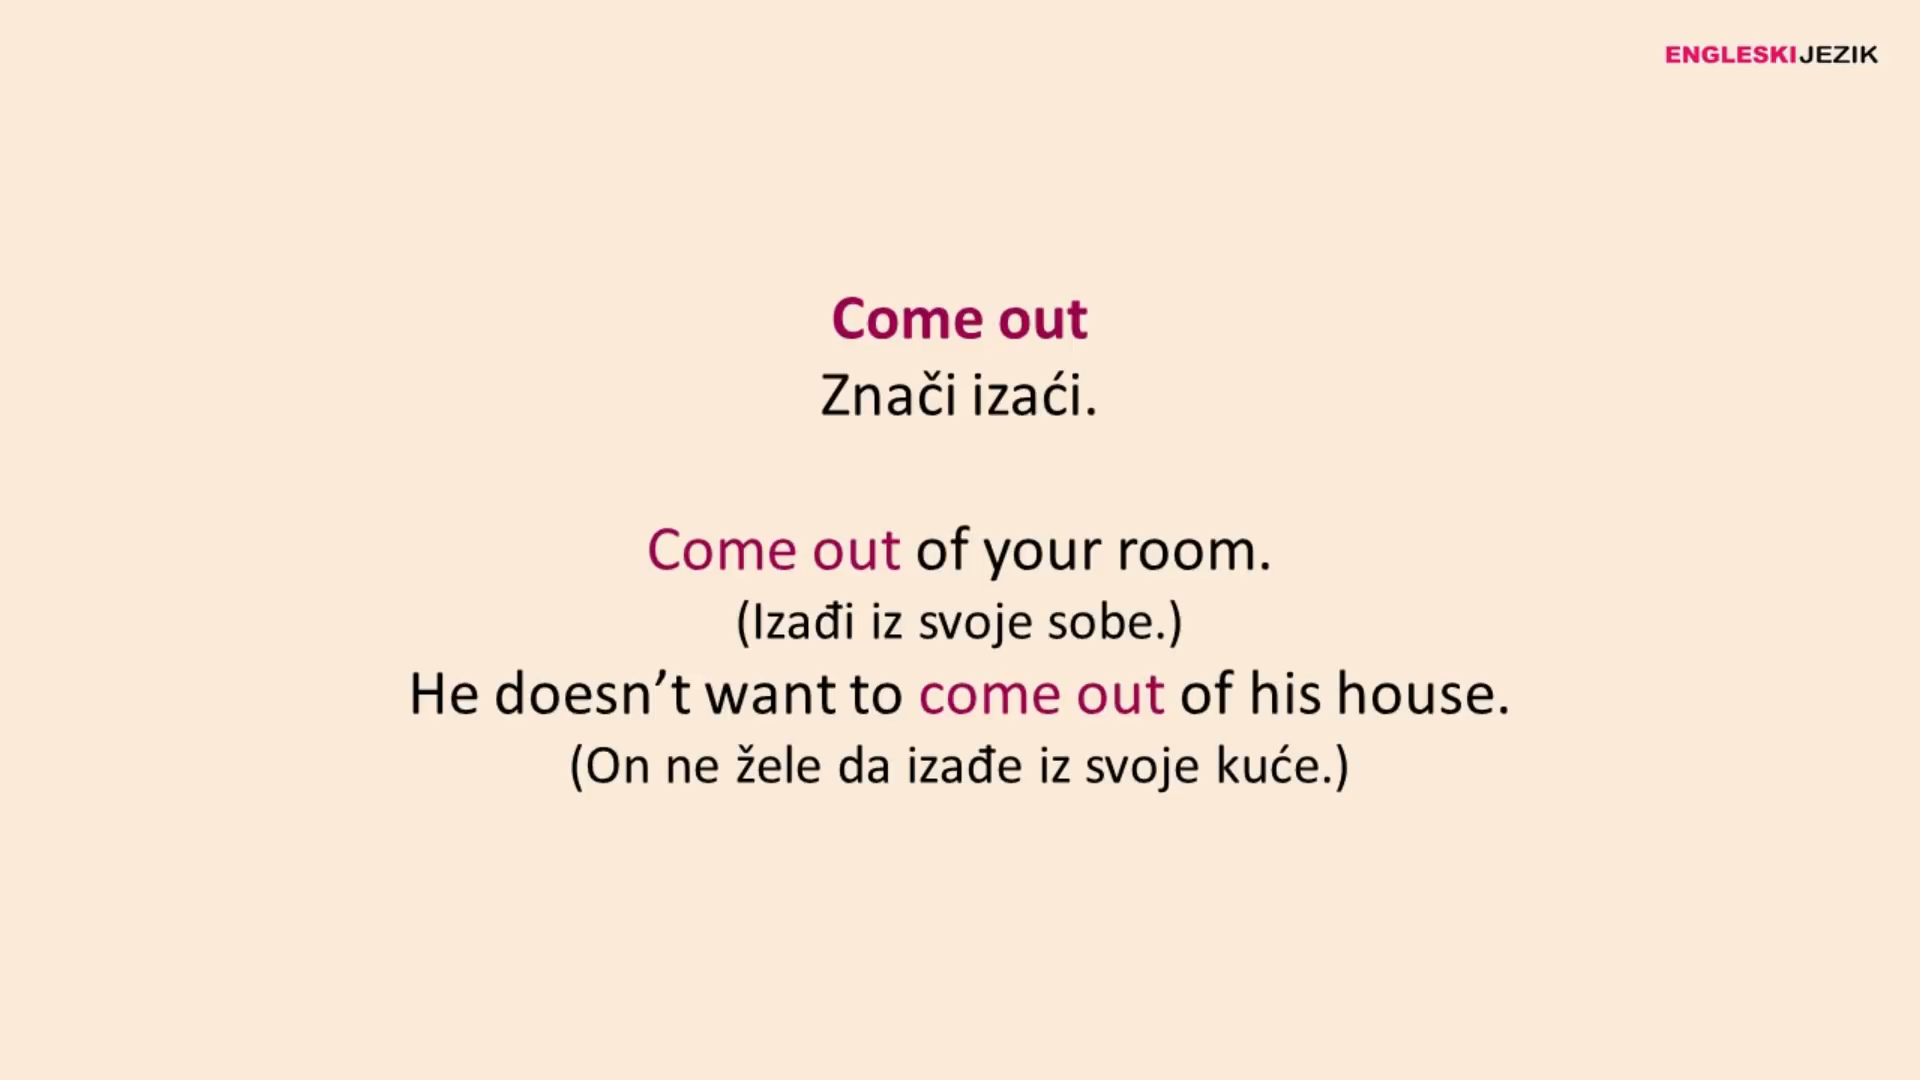 ENGLESKIJEZIK
Come out
Znači izaći.
Come out of your room.
(Izađi iz svoje sobe.)
He doesn’t want to come out of his house.
(On ne žele da izađe iz svoje kuće.)